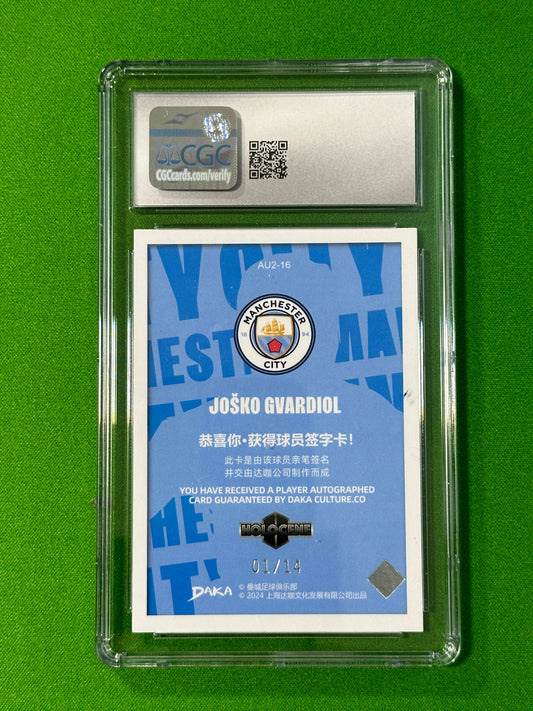 CGC
CGCcards.com/verify
AU2-16
MANCHESTER
18 94
CITY
JOŠKO GVARDIOL
恭喜你·获得球员签字卡！
此卡是由该球员亲笔签名
并交由达咖公司制作而成
YOU HAVE RECEIVED A PLAYER AUTOGRAPHED
CARD GUARANTEED BY DAKA CULTURE.CO
HOLOCENE
01/14
DAKA
© 曼城足球俱乐部
© 2024 上海达咖文化发展有限公司出品